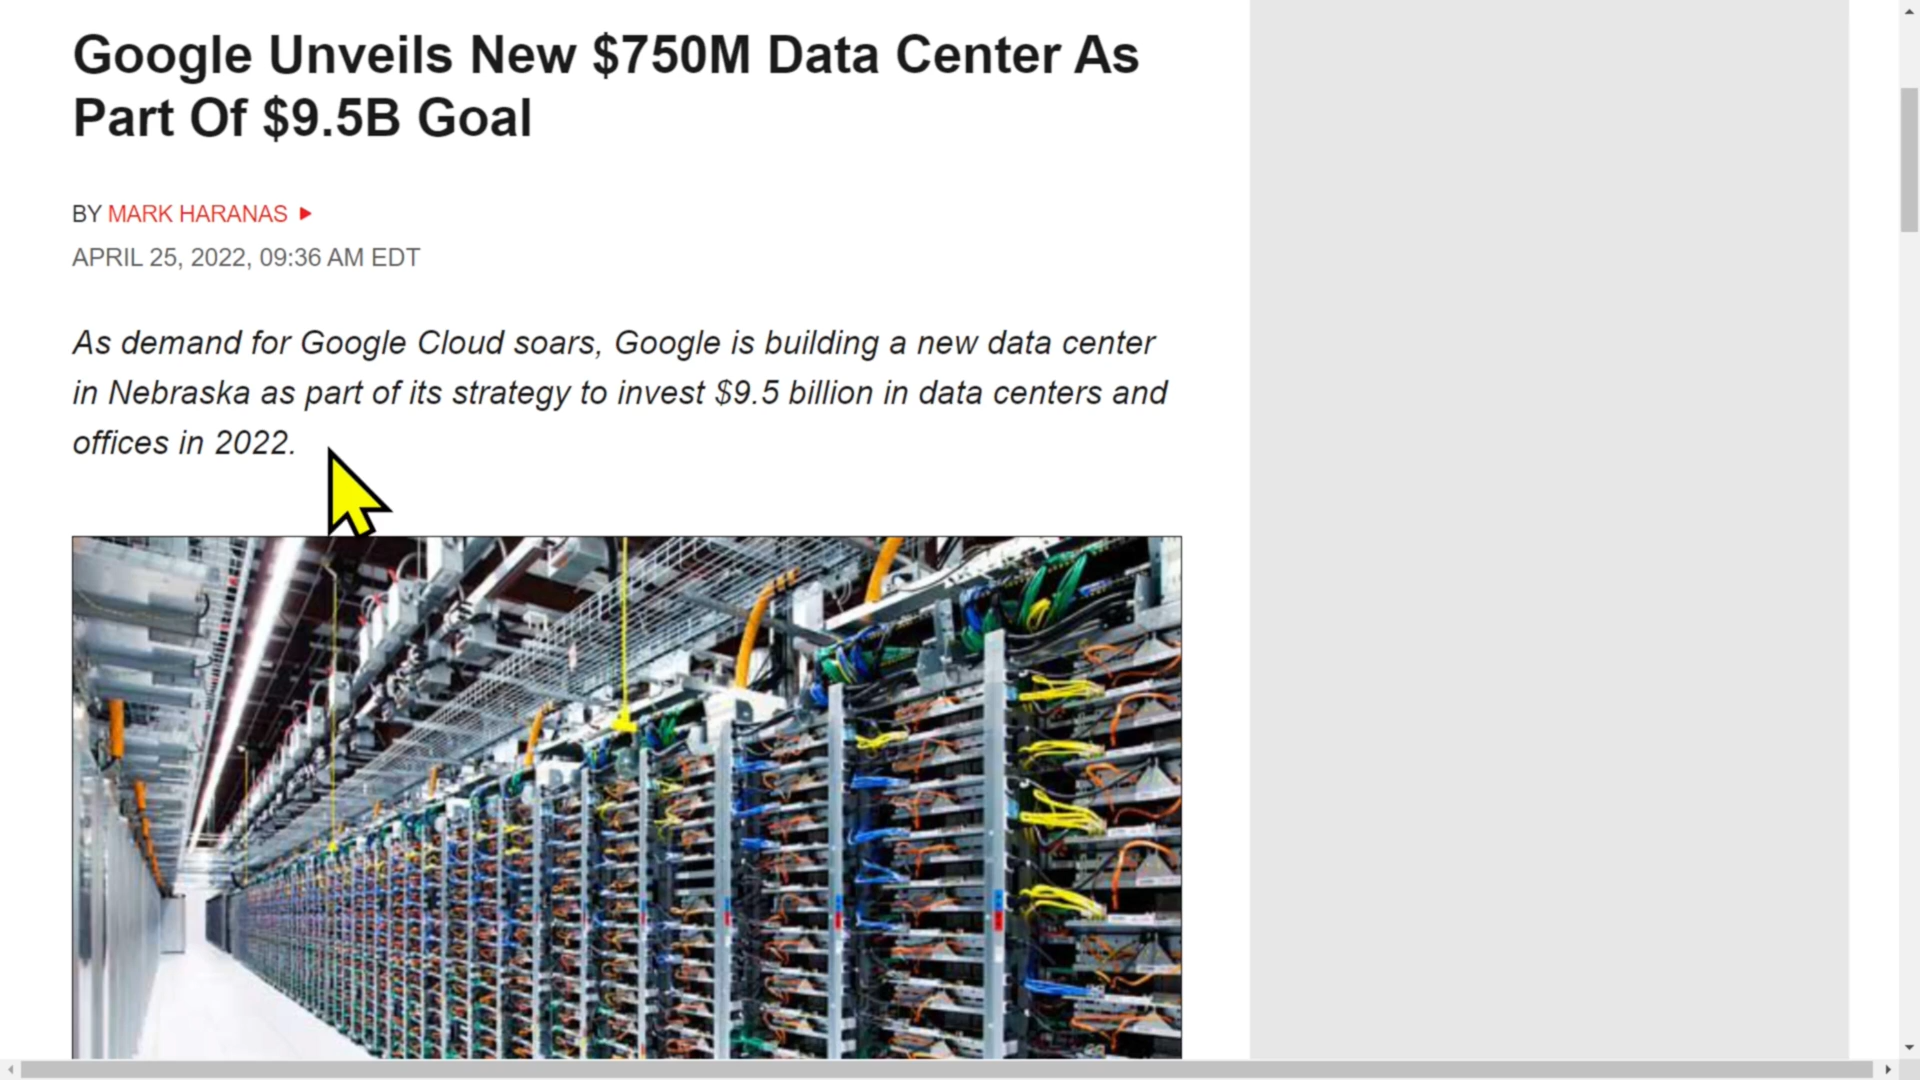 Google Unveils New $750M Data Center As
Part Of $9.5B Goal
BY MARK HARANAS
APRIL 25, 2022, 09:36 AM EDT
As demand for Google Cloud soars, Google is building a new data center
in Nebraska as part of its strategy to invest $9.5 billion in data centers and
offices in 2022.